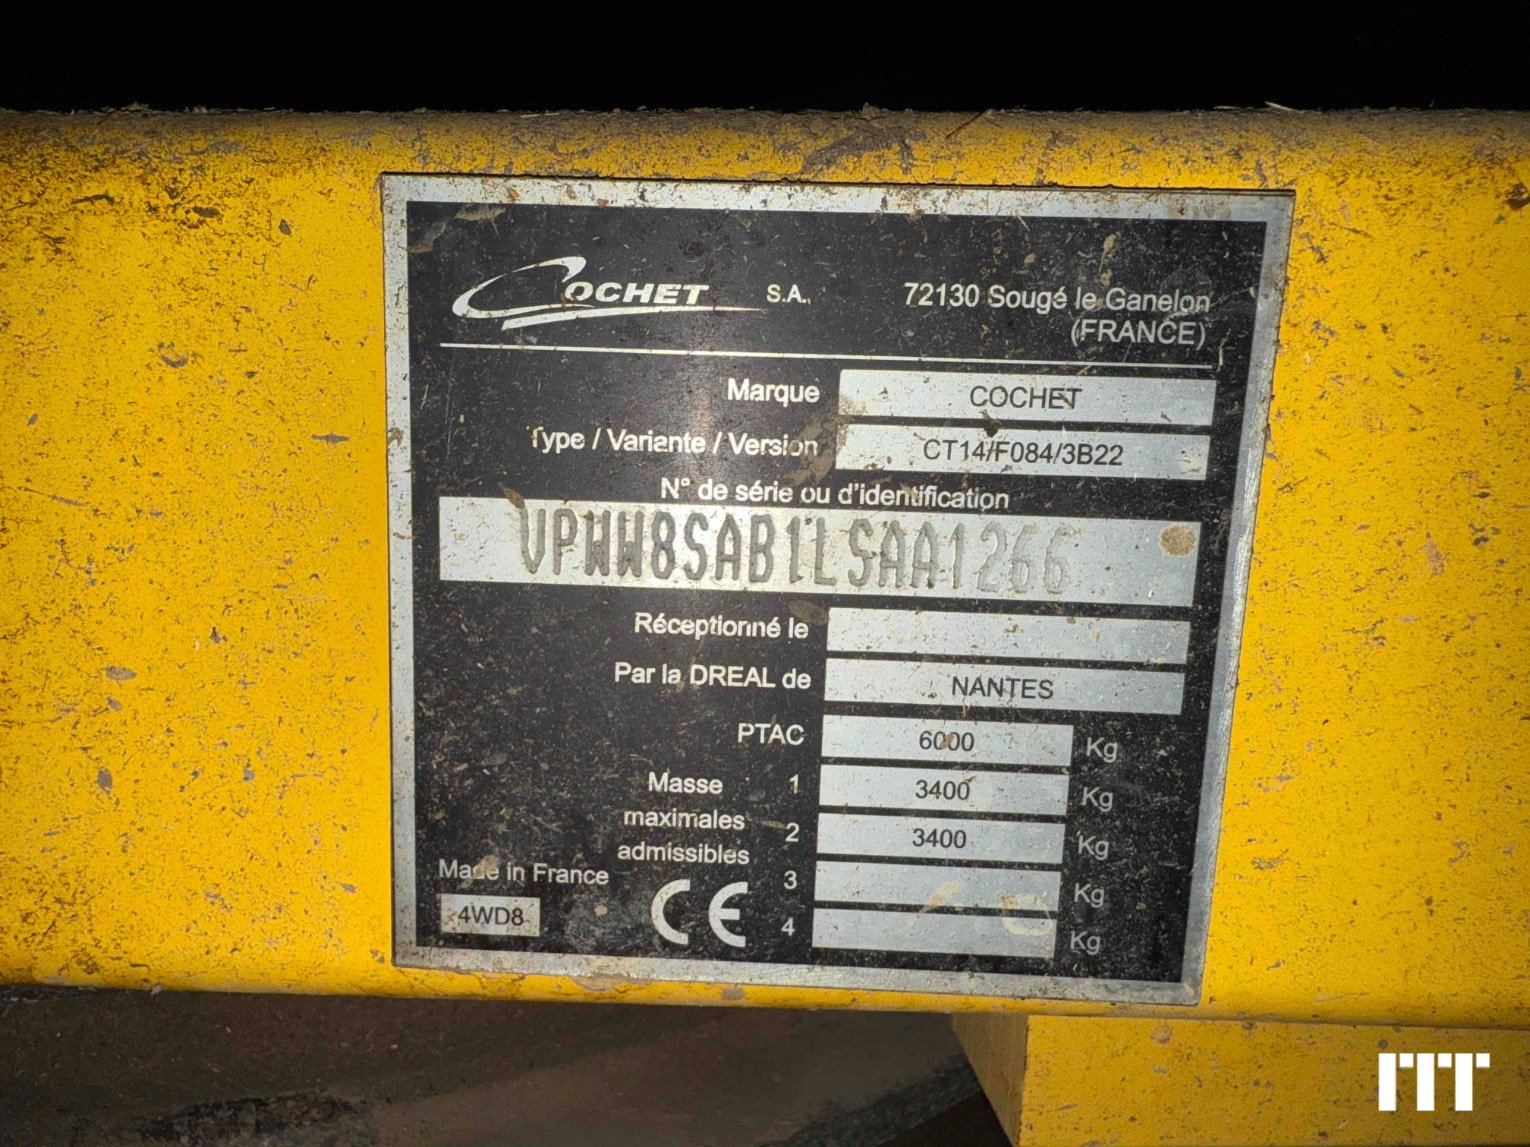 COCHET S.A. 72130 Sougé le Ganelon
(FRANCE)
Marque COCHET
Type / Variante / Version CT14/F084/3B22
N° de série ou d'identification
VPWW8SAB1LSAA1266
Réceptionné le
Par la DREAL de NANTES
PTAC 6000 Kg
Masse maximales admissibles
1 3400 Kg
2 3400 Kg
3 Kg
4 Kg
Made in France
4WD8
CE